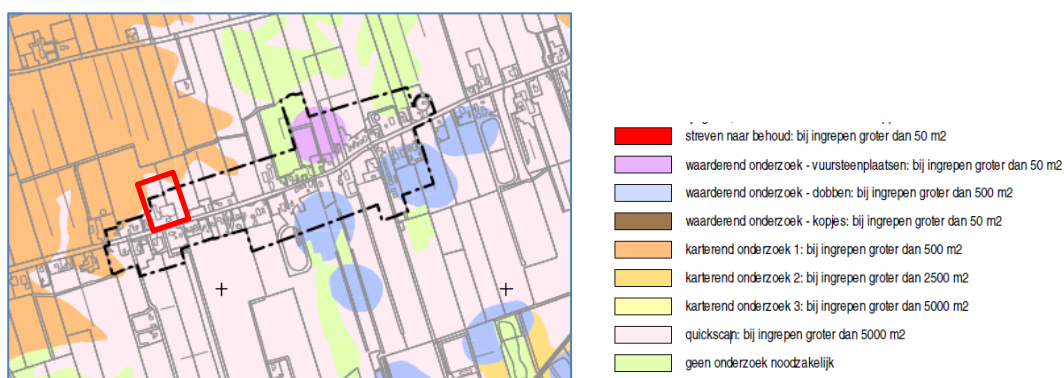 streven naar behoud: bij ingrepen groter dan 50 m2
waarderend onderzoek - vuursteenplaatsen: bij ingrepen groter dan 50 m2
waarderend onderzoek - dobben: bij ingrepen groter dan 500 m2
waarderend onderzoek - kopjes: bij ingrepen groter dan 50 m2
karterend onderzoek 1: bij ingrepen groter dan 500 m2
karterend onderzoek 2: bij ingrepen groter dan 2500 m2
karterend onderzoek 3: bij ingrepen groter dan 5000 m2
quickscan: bij ingrepen groter dan 5000 m2
geen onderzoek noodzakelijk